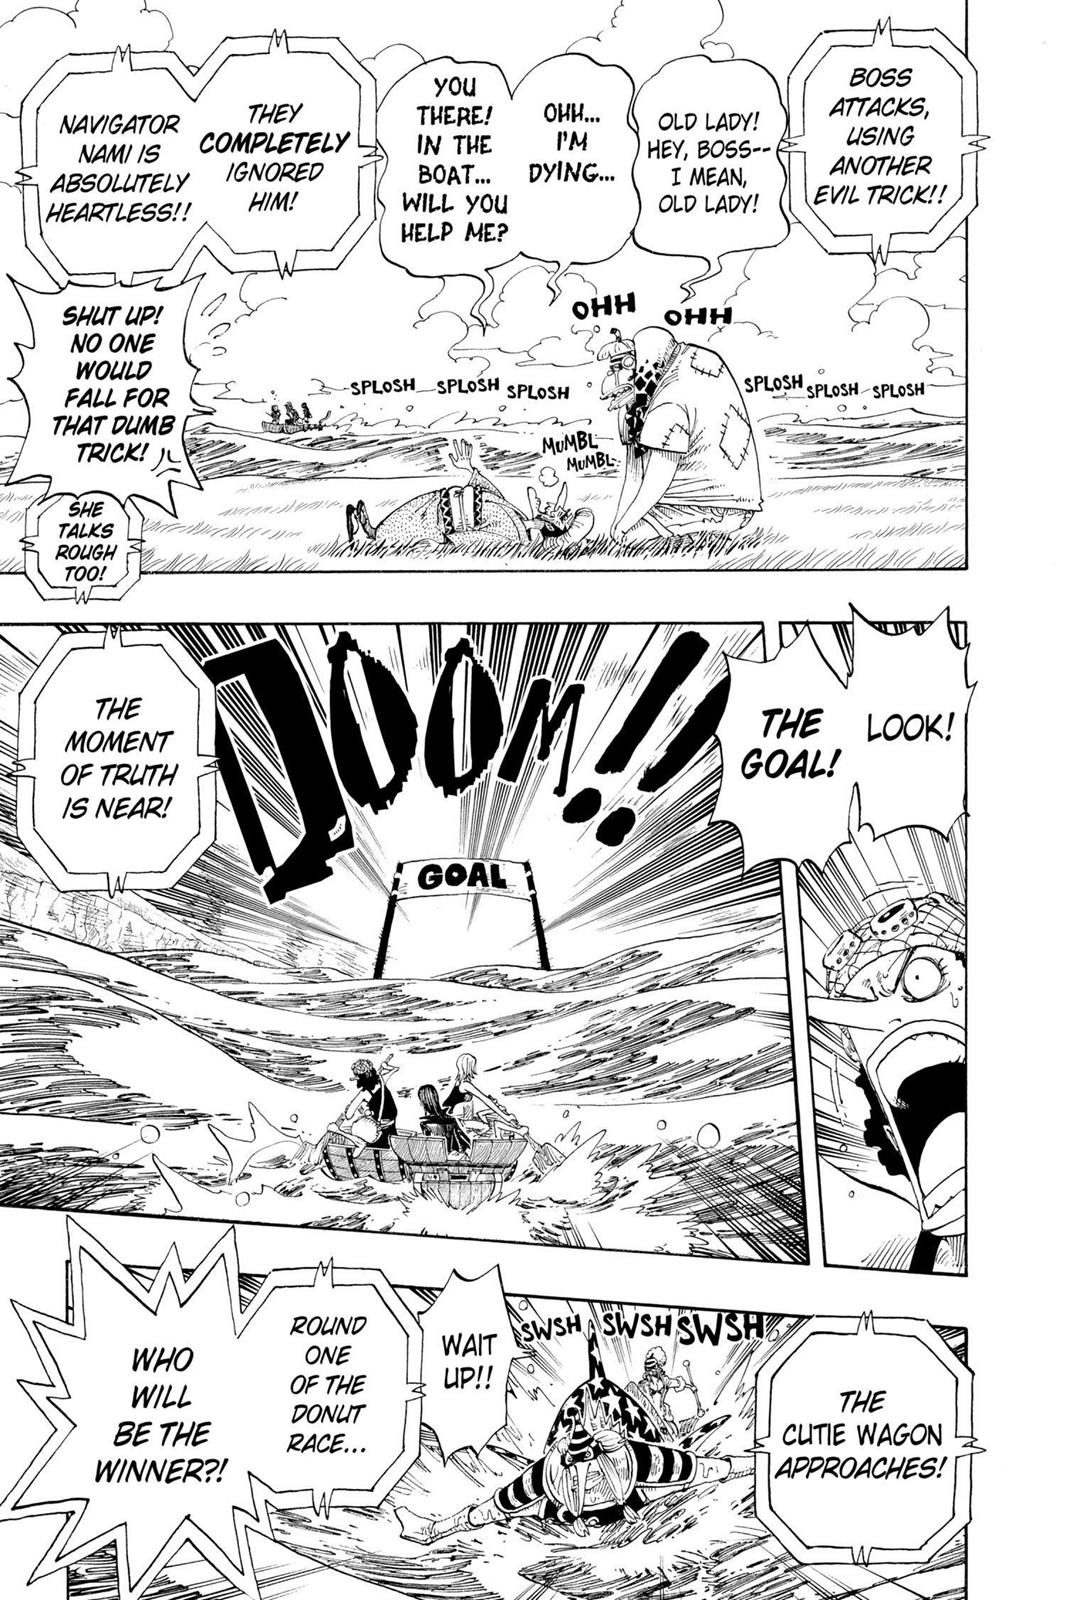 BOSS
ATTACKS,
USING
ANOTHER
EVIL TRICK!!
OLD LADY!
HEY, BOSS--
I MEAN,
OLD LADY!
OHH...
I'M
DYING...
YOU
THERE!
IN THE
BOAT...
WILL YOU
HELP ME?
THEY
COMPLETELY
IGNORED
HIM!
NAVIGATOR
NAMI IS
ABSOLUTELY
HEARTLESS!!
SHUT UP!
NO ONE
WOULD
FALL FOR
THAT DUMB
TRICK!
SHE
TALKS
ROUGH
TOO!
OHH
OHH
SPLOSH
SPLOSH
SPLOSH
SPLOSH
SPLOSH
SPLOSH
MUMBL
MUMBL
LOOK!
THE
GOAL!
DOOOM!!
GOAL
THE
MOMENT
OF TRUTH
IS NEAR!
THE
CUTIE WAGON
APPROACHES!
SWSH
SWSH
SWSH
WAIT
UP!!
ROUND
ONE
OF THE
DONUT
RACE...
WHO
WILL
BE THE
WINNER?!